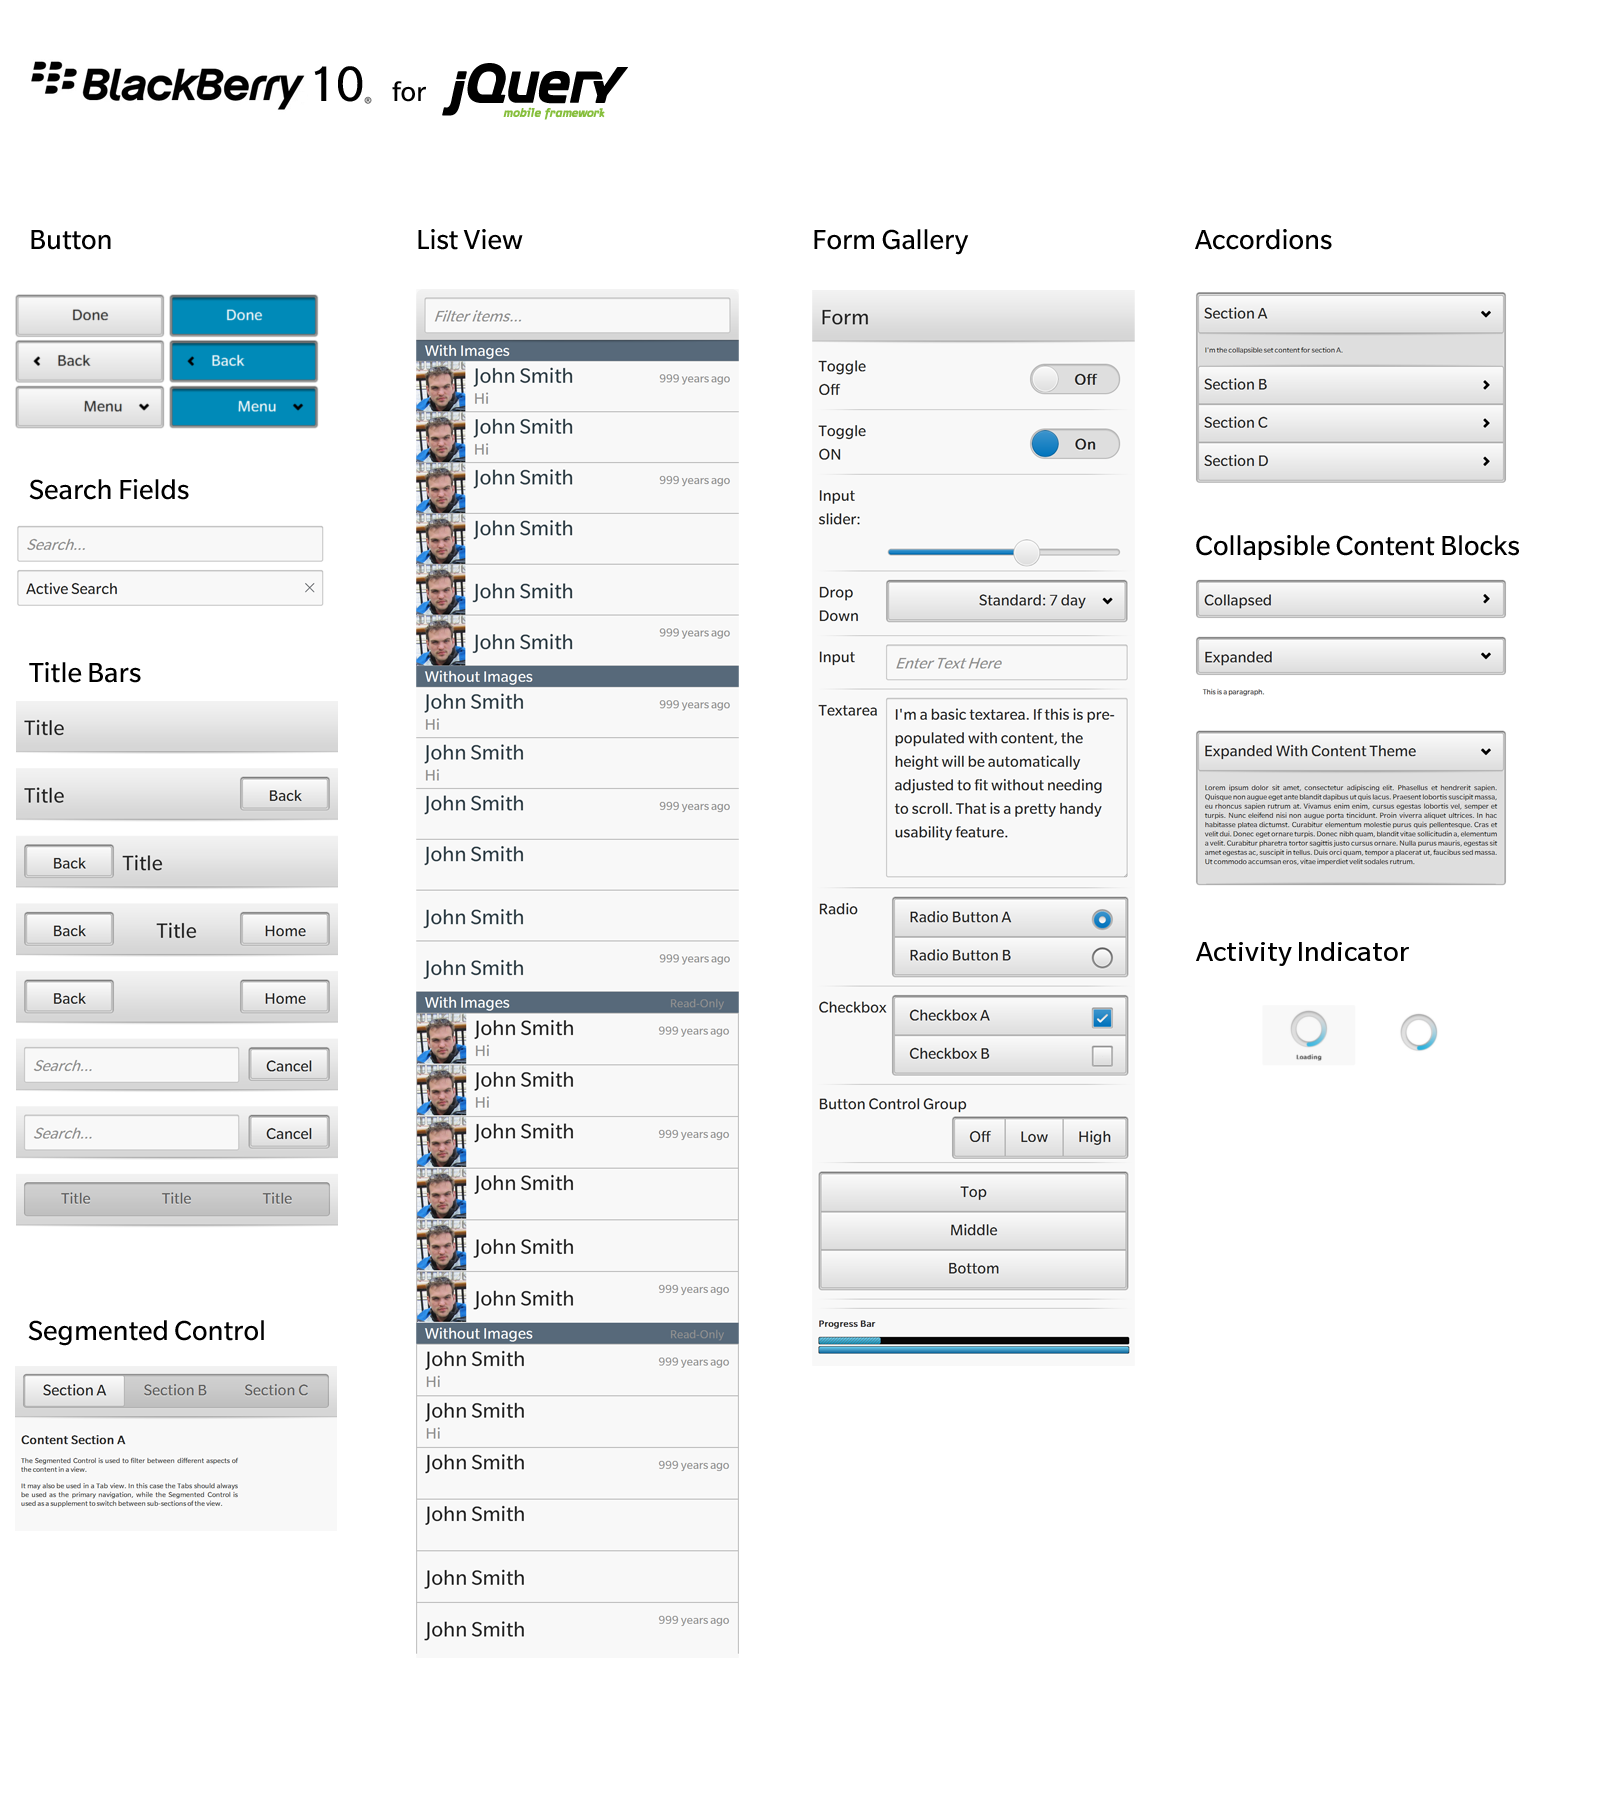 BlackBerry 10® for jQuery
mobile framework
Button
Done
Done
Back
Back
Menu
Menu
Search Fields
Search...
Active Search
Title Bars
Title
Title
Back
Back
Title
Back
Title
Home
Back
Home
Search...
Cancel
Search...
Cancel
Title
Title
Title
Segmented Control
Section A
Section B
Section C
Content Section A
The Segmented Control is used to filter between different aspects of
the content in a view.
It may also be used in a Tab view. In this case the Tabs should always
be used as the primary navigation, while the Segmented Control is
used as a supplement to switch between sub-sections of the view.
List View
Filter items...
With Images
John Smith
999 years ago
Hi
John Smith
Hi
John Smith
999 years ago
John Smith
John Smith
John Smith
999 years ago
Without Images
John Smith
999 years ago
Hi
John Smith
Hi
John Smith
999 years ago
John Smith
John Smith
John Smith
999 years ago
With Images
Read-Only
John Smith
999 years ago
Hi
John Smith
Hi
John Smith
999 years ago
John Smith
John Smith
John Smith
999 years ago
Without Images
Read-Only
John Smith
999 years ago
Hi
John Smith
Hi
John Smith
999 years ago
John Smith
John Smith
John Smith
999 years ago
Form Gallery
Form
Toggle
Off
Off
Toggle
ON
On
Input
slider:
Drop
Down
Standard: 7 day
Input
Enter Text Here
Textarea
I'm a basic textarea. If this is pre-
populated with content, the
height will be automatically
adjusted to fit without needing
to scroll. That is a pretty handy
usability feature.
Radio
Radio Button A
Radio Button B
Checkbox
Checkbox A
Checkbox B
Button Control Group
Off
Low
High
Top
Middle
Bottom
Progress Bar
Accordions
Section A
I'm the collapsible set content for section A.
Section B
Section C
Section D
Collapsible Content Blocks
Collapsed
Expanded
This is a paragraph.
Expanded With Content Theme
Lorem ipsum dolor sit amet, consectetur adipiscing elit. Phasellus et hendrerit sapien.
Quisque non augue eget ante blandit dapibus ut quis lacus. Praesent lobortis suscipit massa,
eu rhoncus sapien rutrum at. Vivamus enim enim, cursus egestas lobortis vel, semper et
turpis. Nunc eleifend nisi non augue porta tincidunt. Proin viverra aliquet ultrices. In hac
habitasse platea dictumst. Curabitur elementum molestie purus quis pellentesque. Cras et
velit dui. Donec eget ornare turpis. Donec nibh quam, blandit vitae sollicitudin a, elementum
a velit. Curabitur pharetra tortor sagittis justo cursus ornare. Nulla purus mauris, egestas sit
amet egestas ac, suscipit in tellus. Duis orci quam, tempor a placerat ut, faucibus sed massa.
Ut commodo accumsan eros, vitae imperdiet velit sodales rutrum.
Activity Indicator
Loading